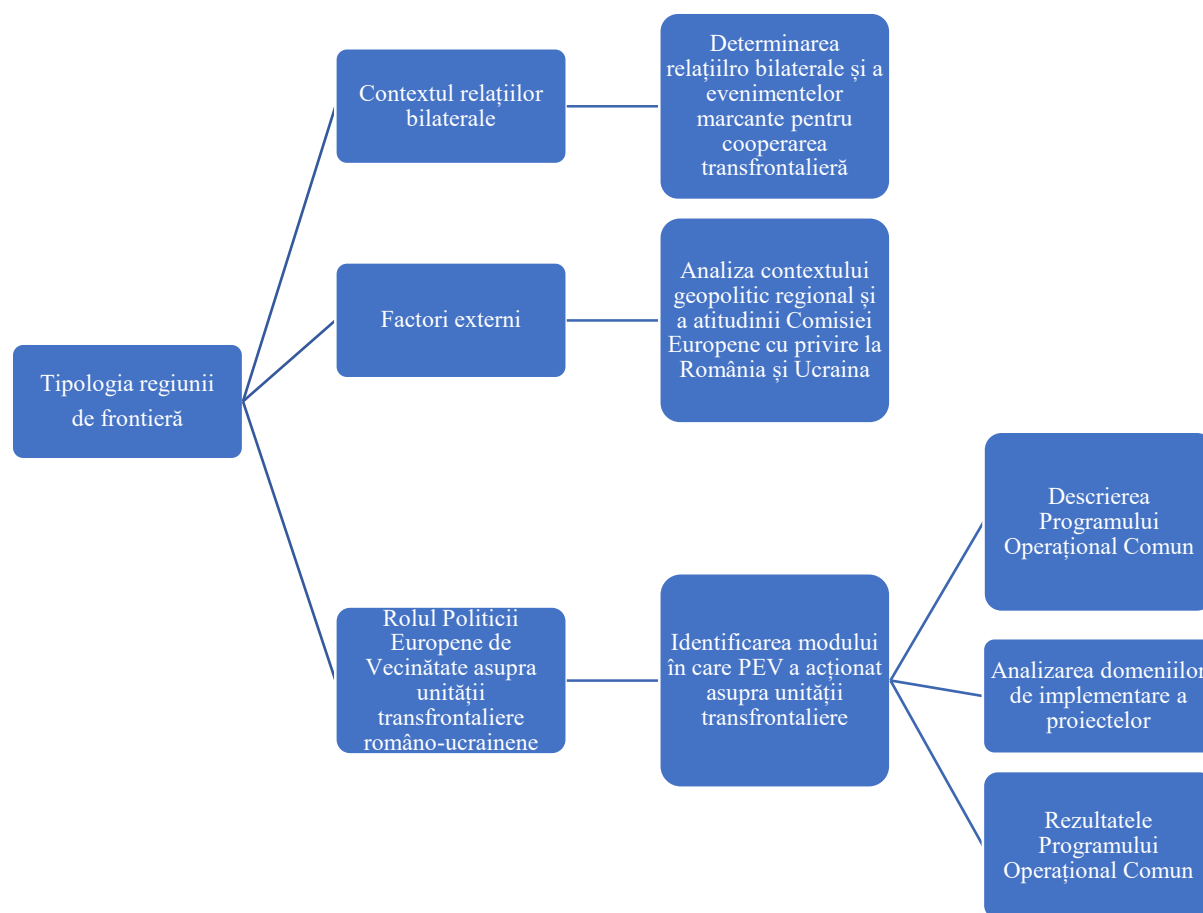 Tipologia regiunii
de frontieră
Contextul relațiilor
bilaterale
Determinarea
relațiilro bilaterale și a
evenimentelor
marcante pentru
cooperarea
transfrontalieră
Factori externi
Analiza contextului
geopolitic regional și
a atitudinii Comisiei
Europene cu privire la
România și Ucraina
Rolul Politicii
Europene de
Vecinătate asupra
unității
transfrontaliere
româno-ucrainene
Identificarea modului
în care PEV a acționat
asupra unității
transfrontaliere
Descrierea
Programului
Operațional Comun
Analizarea domeniilor
de implementare a
proiectelor
Rezultatele
Programului
Operațional Comun